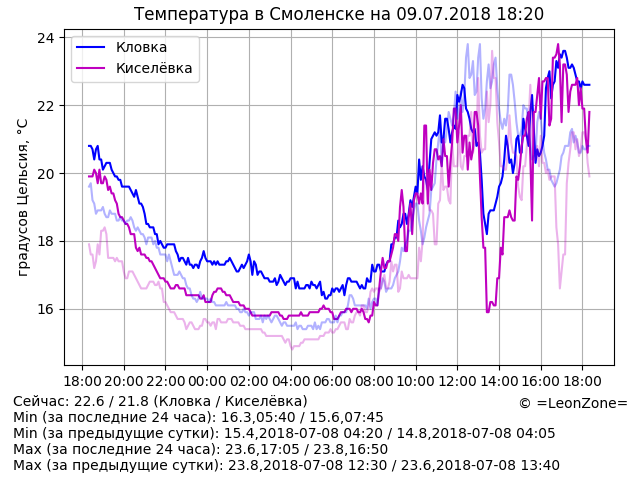 Температура в Смоленске на 09.07.2018 18:20
градусов Цельсия, °C
Кловка
Киселёвка
24
22
20
18
16
18:00 20:00 22:00 00:00 02:00 04:00 06:00 08:00 10:00 12:00 14:00 16:00 18:00
Сейчас: 22.6 / 21.8 (Кловка / Киселёвка)
© =LeonZone=
Min (за последние 24 часа): 16.3,05:40 / 15.6,07:45
Min (за предыдущие сутки): 15.4,2018-07-08 04:20 / 14.8,2018-07-08 04:05
Max (за последние 24 часа): 23.6,17:05 / 23.8,16:50
Max (за предыдущие сутки): 23.8,2018-07-08 12:30 / 23.6,2018-07-08 13:40